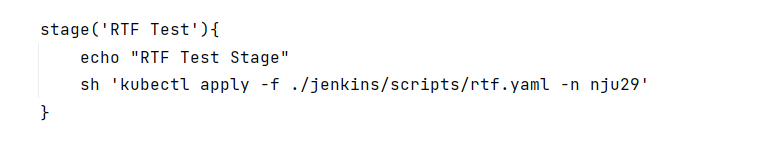 stage('RTF Test'){
    echo "RTF Test Stage"
    sh 'kubectl apply -f ./jenkins/scripts/rtf.yaml -n nju29'
}